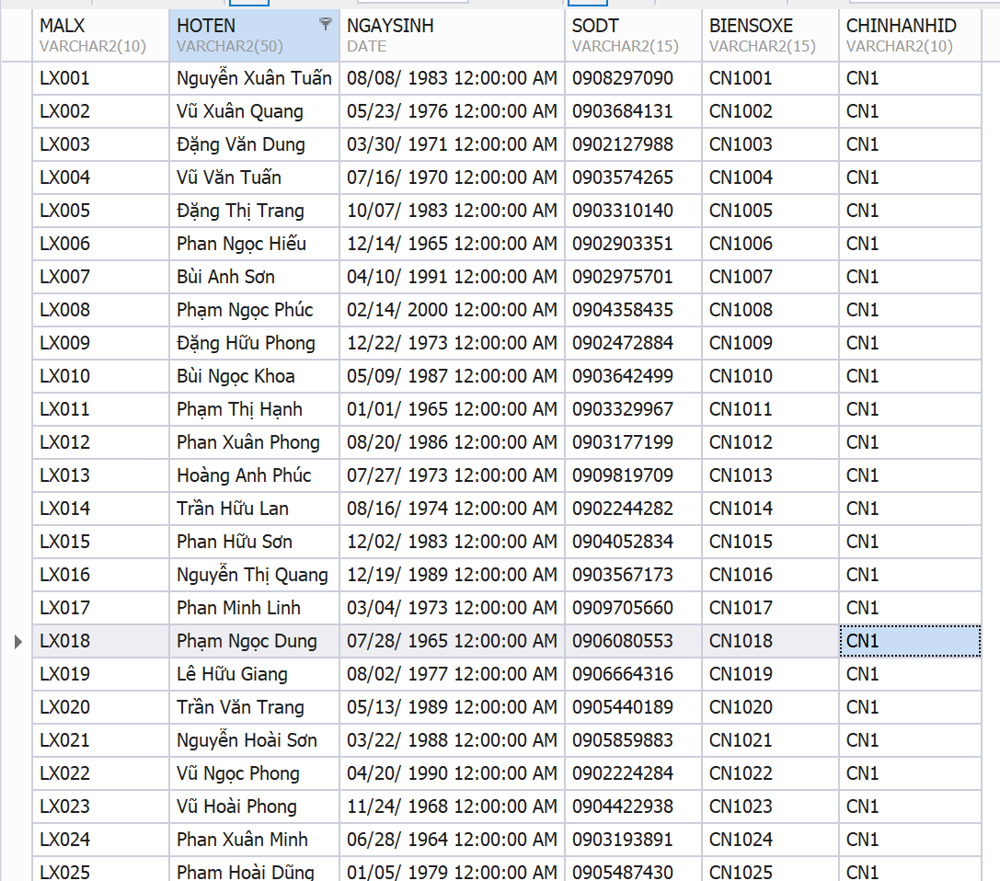 MALX HOTEN NGAYSINH SODT BIENSOXE CHINHANHID
VARCHAR2(10) VARCHAR2(50) DATE VARCHAR2(15) VARCHAR2(15) VARCHAR2(10)
LX001 Nguyễn Xuân Tuấn 08/08/ 1983 12:00:00 AM 0908297090 CN1001 CN1
LX002 Vũ Xuân Quang 05/23/ 1976 12:00:00 AM 0903684131 CN1002 CN1
LX003 Đặng Văn Dung 03/30/ 1971 12:00:00 AM 0902127988 CN1003 CN1
LX004 Vũ Văn Tuấn 07/16/ 1970 12:00:00 AM 0903574265 CN1004 CN1
LX005 Đặng Thị Trang 10/07/ 1983 12:00:00 AM 0903310140 CN1005 CN1
LX006 Phan Ngọc Hiếu 12/14/ 1965 12:00:00 AM 0902903351 CN1006 CN1
LX007 Bùi Anh Sơn 04/10/ 1991 12:00:00 AM 0902975701 CN1007 CN1
LX008 Phạm Ngọc Phúc 02/14/ 2000 12:00:00 AM 0904358435 CN1008 CN1
LX009 Đặng Hữu Phong 12/22/ 1973 12:00:00 AM 0902472884 CN1009 CN1
LX010 Bùi Ngọc Khoa 05/09/ 1987 12:00:00 AM 0903642499 CN1010 CN1
LX011 Phạm Thị Hạnh 01/01/ 1965 12:00:00 AM 0903329967 CN1011 CN1
LX012 Phan Xuân Phong 08/20/ 1986 12:00:00 AM 0903177199 CN1012 CN1
LX013 Hoàng Anh Phúc 07/27/ 1973 12:00:00 AM 0909819709 CN1013 CN1
LX014 Trần Hữu Lan 08/16/ 1974 12:00:00 AM 0902244282 CN1014 CN1
LX015 Phan Hữu Sơn 12/02/ 1983 12:00:00 AM 0904052834 CN1015 CN1
LX016 Nguyễn Thị Quang 12/19/ 1989 12:00:00 AM 0903567173 CN1016 CN1
LX017 Phan Minh Linh 03/04/ 1973 12:00:00 AM 0909705660 CN1017 CN1
LX018 Phạm Ngọc Dung 07/28/ 1965 12:00:00 AM 0906080553 CN1018 CN1
LX019 Lê Hữu Giang 08/02/ 1977 12:00:00 AM 0906664316 CN1019 CN1
LX020 Trần Văn Trang 05/13/ 1989 12:00:00 AM 0905440189 CN1020 CN1
LX021 Nguyễn Hoài Sơn 03/22/ 1988 12:00:00 AM 0905859883 CN1021 CN1
LX022 Vũ Ngọc Phong 04/20/ 1990 12:00:00 AM 0902224284 CN1022 CN1
LX023 Vũ Hoài Phong 11/24/ 1968 12:00:00 AM 0904422938 CN1023 CN1
LX024 Phan Xuân Minh 06/28/ 1964 12:00:00 AM 0903193891 CN1024 CN1
LX025 Phạm Hoài Dũng 01/05/ 1979 12:00:00 AM 0905487430 CN1025 CN1